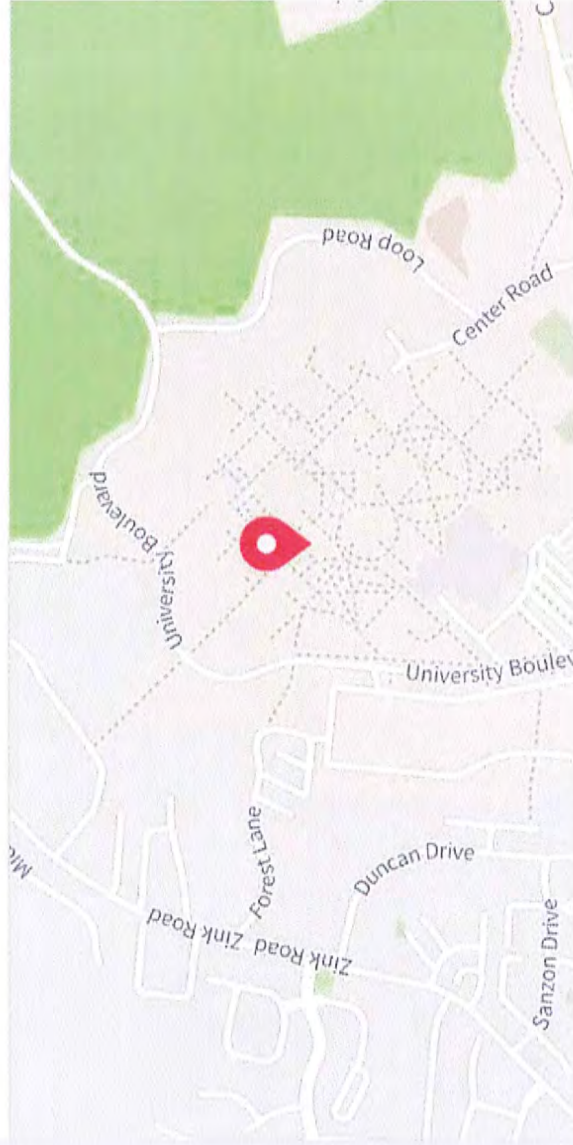 Loop Road
Center Road
University Boulevard
University Boulev
Forest Lane
Duncan Drive
Zink Road
Zink Road
Sanzon Drive